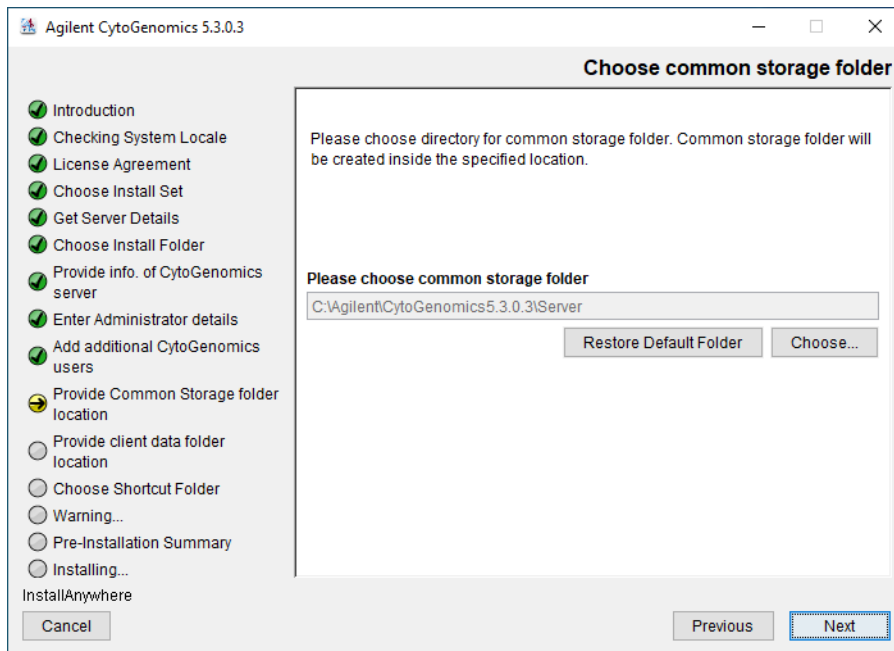 Agilent CytoGenomics 5.3.0.3
Choose common storage folder
Introduction
Checking System Locale
License Agreement
Choose Install Set
Get Server Details
Choose Install Folder
Provide info. of CytoGenomics
server
Enter Administrator details
Add additional CytoGenomics
users
Provide Common Storage folder
location
Provide client data folder
location
Choose Shortcut Folder
Warning...
Pre-Installation Summary
Installing...
Please choose directory for common storage folder. Common storage folder will
be created inside the specified location.
Please choose common storage folder
C:\Agilent\CytoGenomics5.3.0.3\Server
Restore Default Folder
Choose...
InstallAnywhere
Cancel
Previous
Next